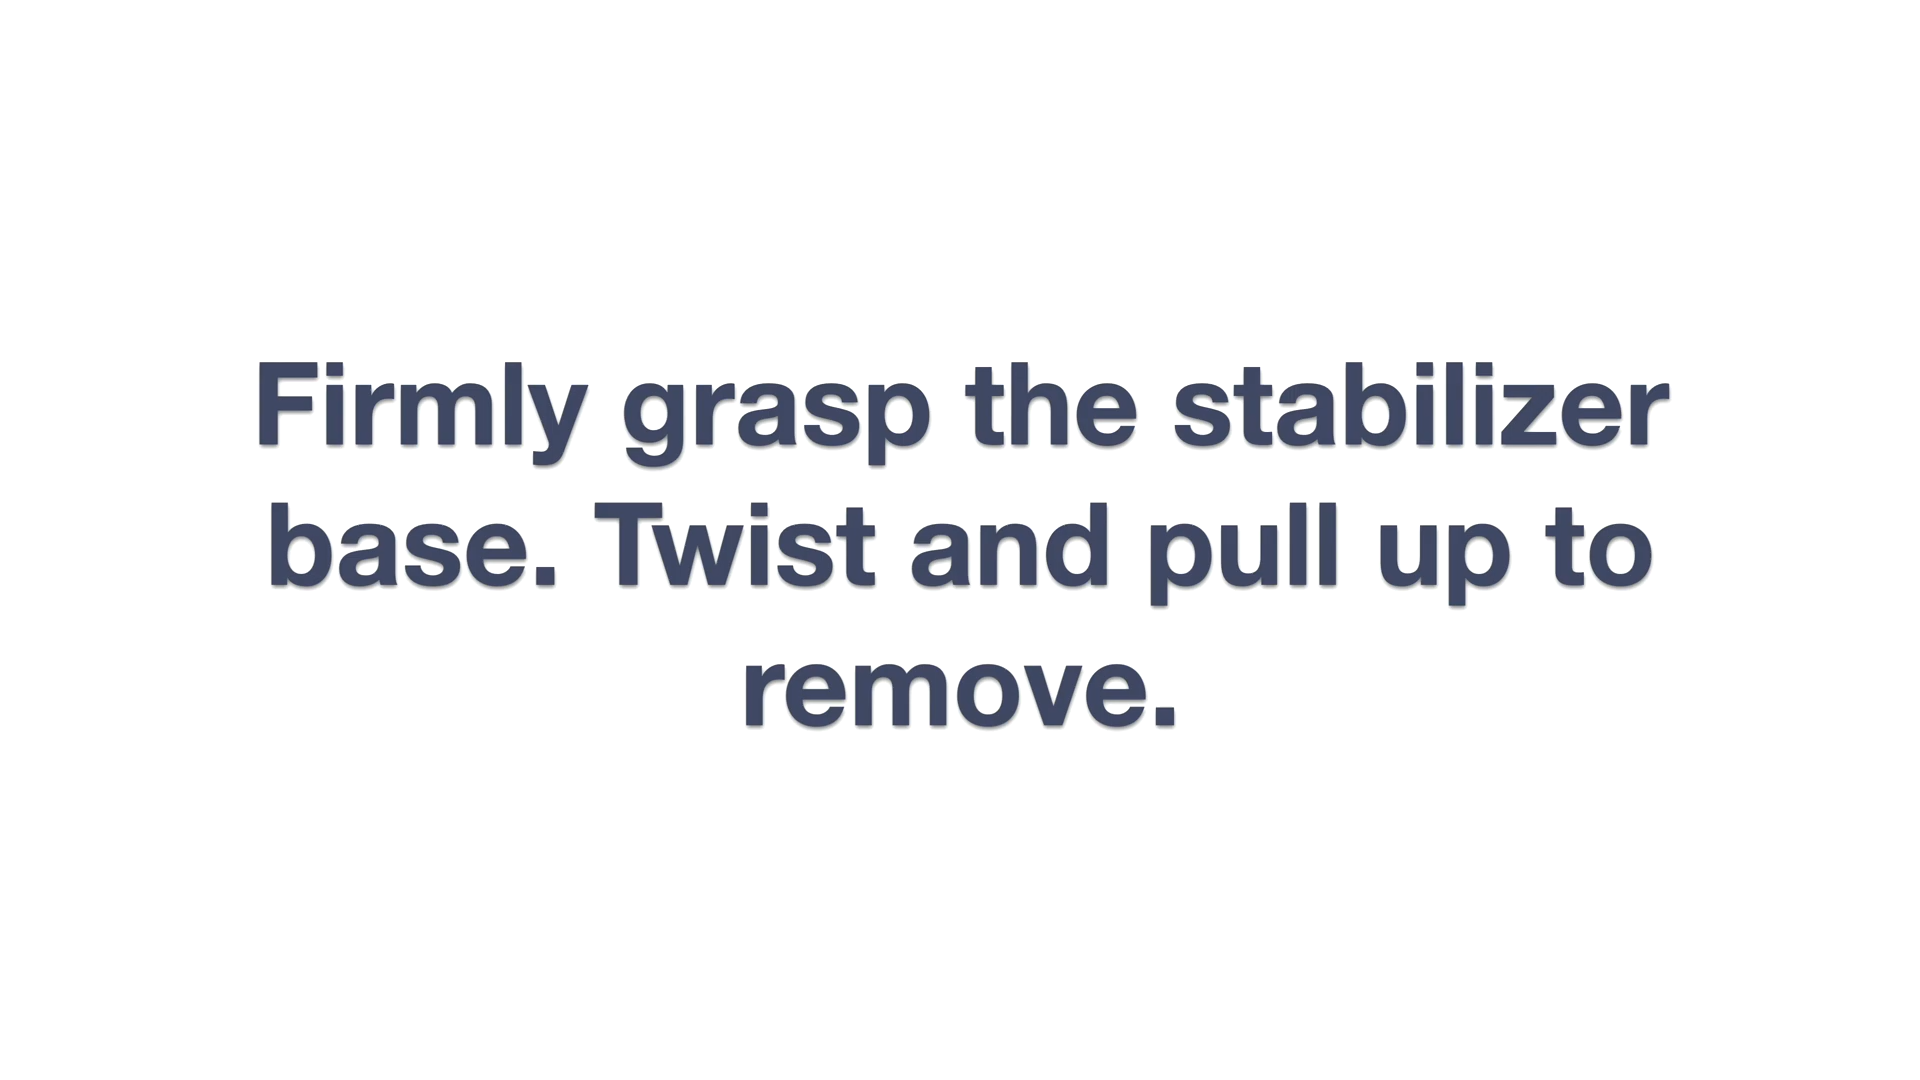 Firmly grasp the stabilizer
base. Twist and pull up to
remove.